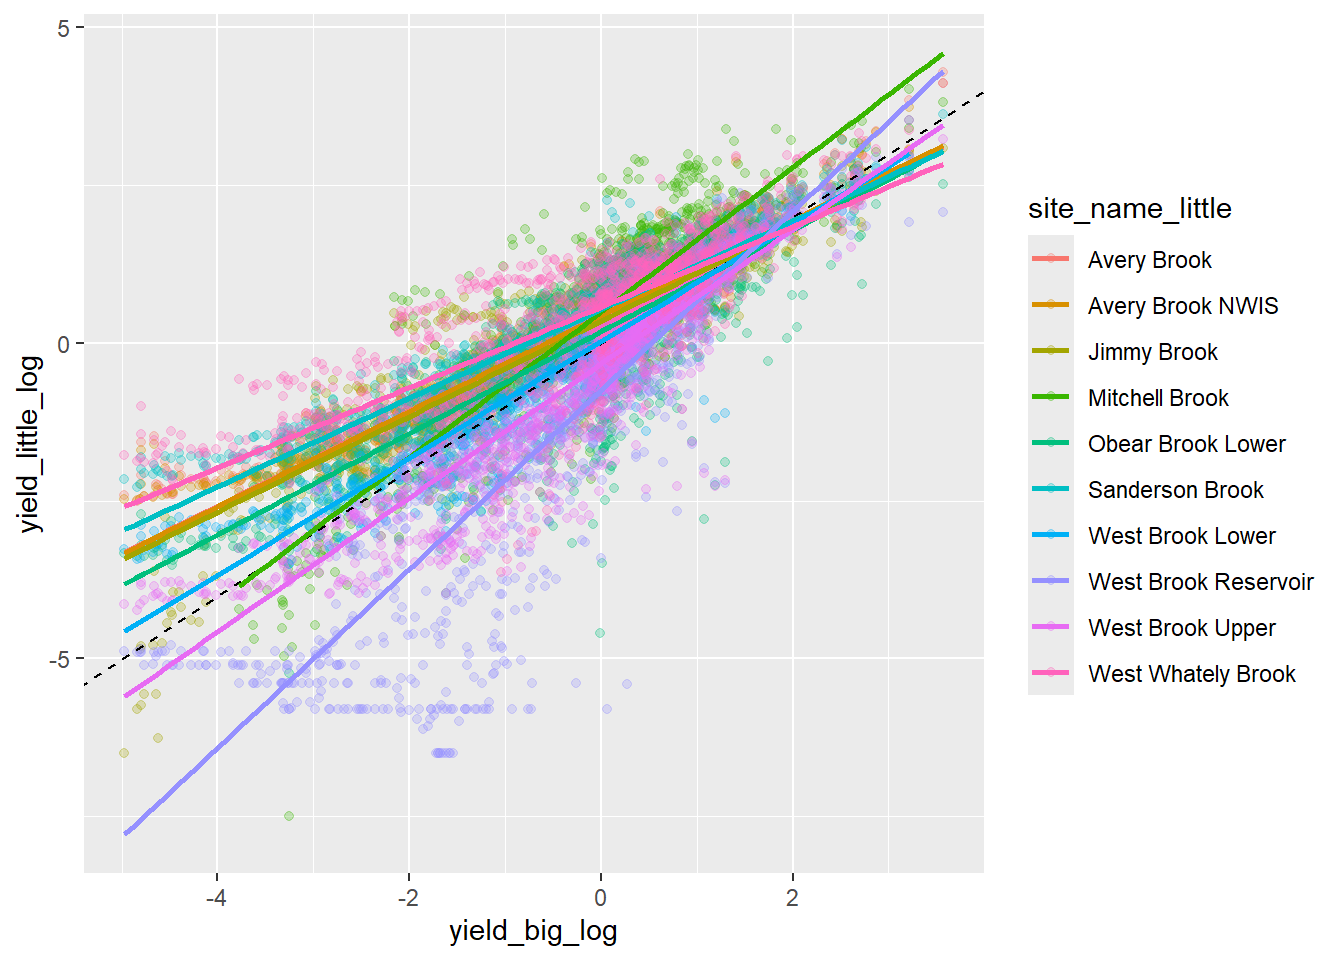 5
0
-5
yield_little_log
-4
-2
0
2
yield_big_log
site_name_little
Avery Brook
Avery Brook NWIS
Jimmy Brook
Mitchell Brook
Obear Brook Lower
Sanderson Brook
West Brook Lower
West Brook Reservoir
West Brook Upper
West Whately Brook